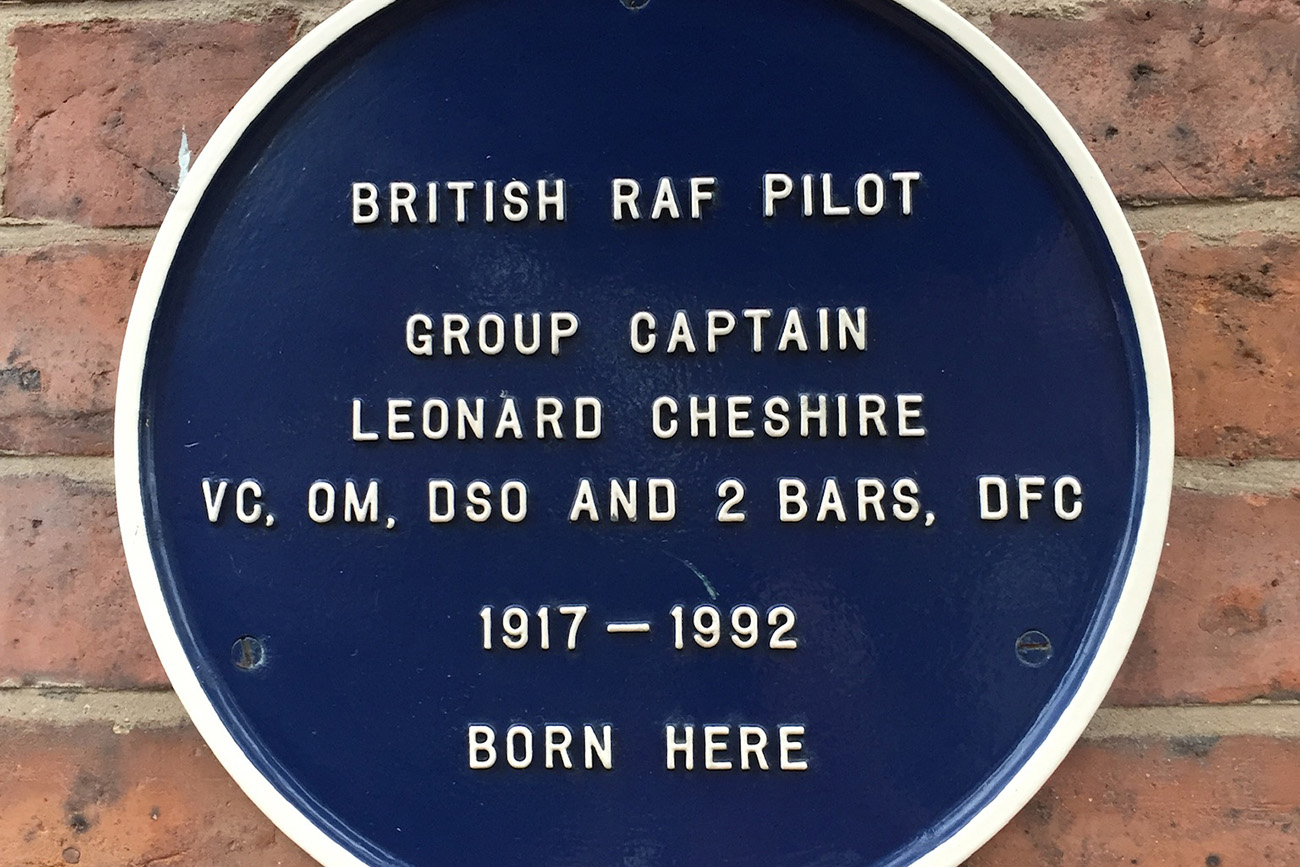 BRITISH RAF PILOT
GROUP CAPTAIN
LEONARD CHESHIRE
VC, OM, DSO AND 2 BARS, DFC
1917 — 1992
BORN HERE